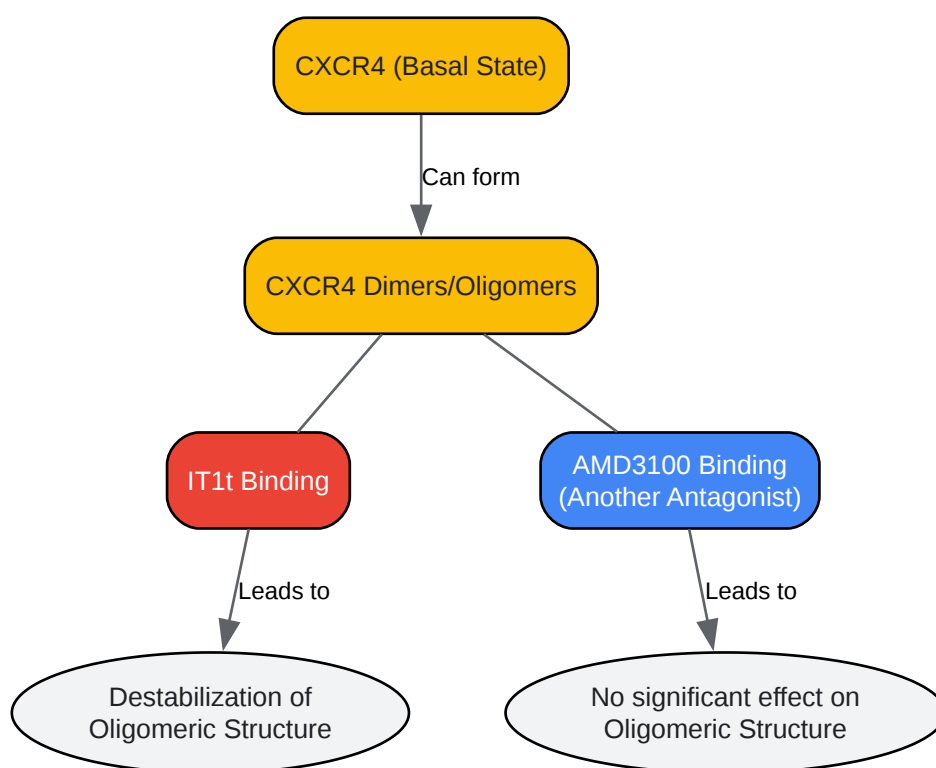 CXCR4 (Basal State)
Can form
CXCR4 Dimers/Oligomers
IT1t Binding
AMD3100 Binding
(Another Antagonist)
Leads to
Leads to
Destabilization of
Oligomeric Structure
No significant effect on
Oligomeric Structure